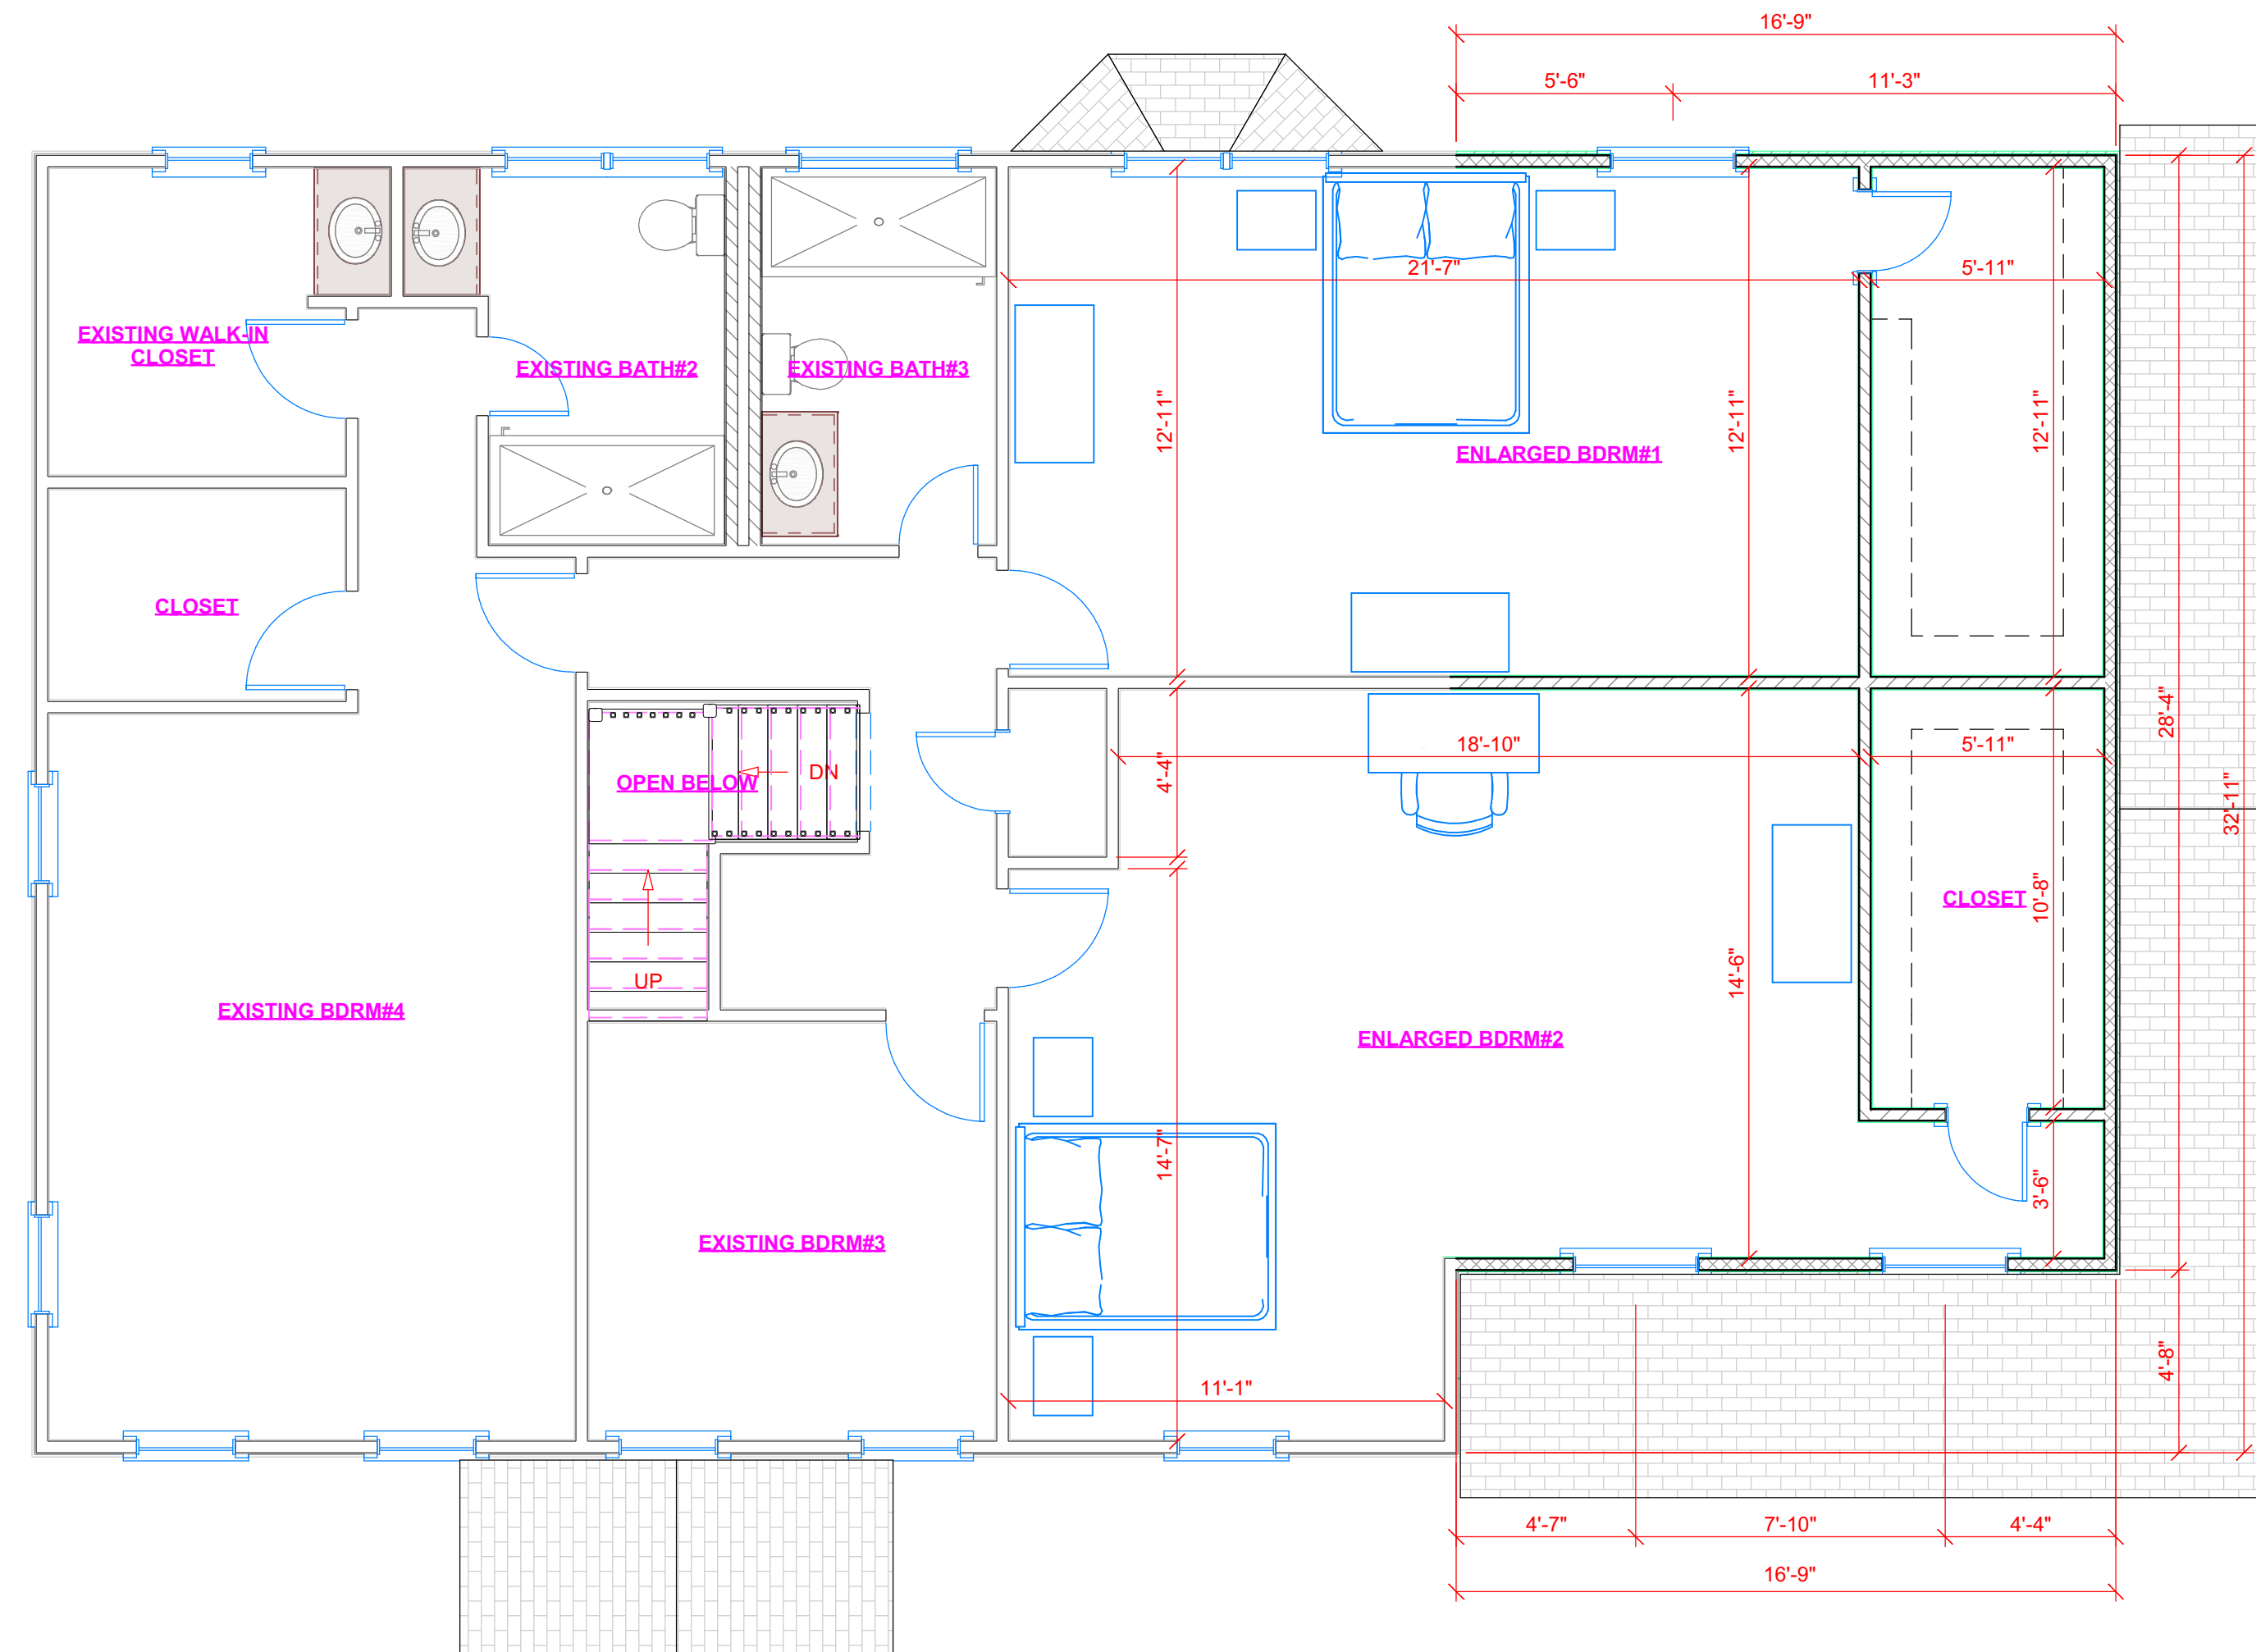 16'-9"
5'-6"
11'-3"
21'-7"
5'-11"
EXISTING WALK-IN
CLOSET
EXISTING BATH#2
EXISTING BATH#3
12'-11"
12'-11"
12'-11"
ENLARGED BDRM#1
CLOSET
28'-4"
32'-11"
18'-10"
5'-11"
4'-4"
OPEN BELOW
DN
UP
CLOSET
10'-8"
14'-6"
EXISTING BDRM#4
ENLARGED BDRM#2
14'-7"
3'-6"
EXISTING BDRM#3
4'-8"
11'-1"
4'-7"
7'-10"
4'-4"
16'-9"